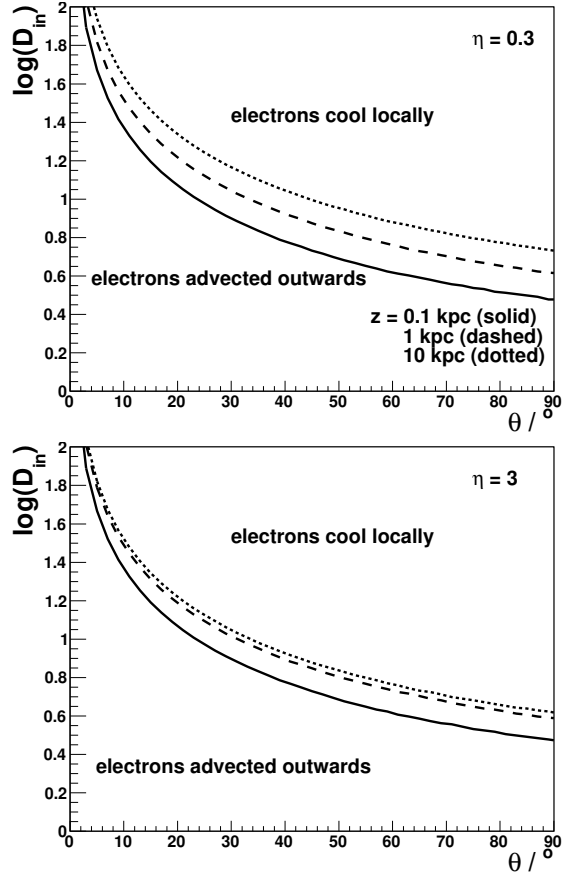 log(D_in)
2
1.8
1.6
1.4
1.2
1
0.8
0.6
0.4
0.2
0
η = 0.3
electrons cool locally
electrons advected outwards
z = 0.1 kpc (solid)
1 kpc (dashed)
10 kpc (dotted)
0 10 20 30 40 50 60 70 80 90
θ / °
log(D_in)
2
1.8
1.6
1.4
1.2
1
0.8
0.6
0.4
0.2
0
η = 3
electrons cool locally
electrons advected outwards
0 10 20 30 40 50 60 70 80 90
θ / °